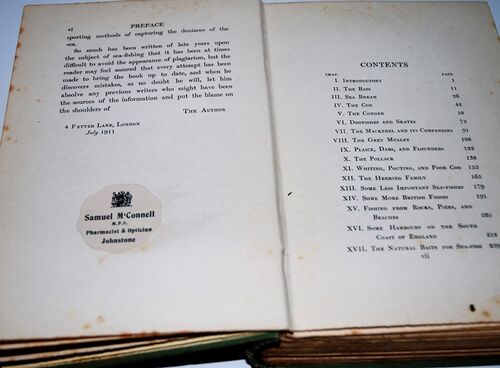 vi PREFACE
sporting methods of capturing the denizens of the
sea.
So much has been written of late years upon
the subject of sea-fishing that it has been at times
difficult to avoid the appearance of plagiarism, but the
reader may feel assured that every attempt has been
made to bring the book up to date, and when he
discovers mistakes, as no doubt he will, let him
absolve any previous writers who might have been
the sources of the information and put the blame on
the shoulders of The Author
4 Fetter Lane, London
July 1911
Samuel McConnell
M.P.S.
Pharmacist & Optician
Johnstone
CONTENTS
CHAP. PAGE
I. Introductory 1
II. The Bass 11
III. Sea Bream 26
IV. The Cod 42
V. The Conger 58
VI. Dogfishes and Skates 73
VII. The Mackerel and its Companions 91
VIII. The Grey Mullet 108
IX. Plaice, Dabs, and Flounders 122
X. The Pollack 138
XI. Whiting, Pouting, and Poor Cod 152
XII. The Herring Family 165
XIII. Some Less Important Sea-fishes 179
XIV. Some More British Fishes 191
XV. Fishing from Rocks, Piers, and
Beaches 205
XVI. Some Harbours on the South
Coast of England 218
XVII. The Natural Baits for Sea-fish 239
vii